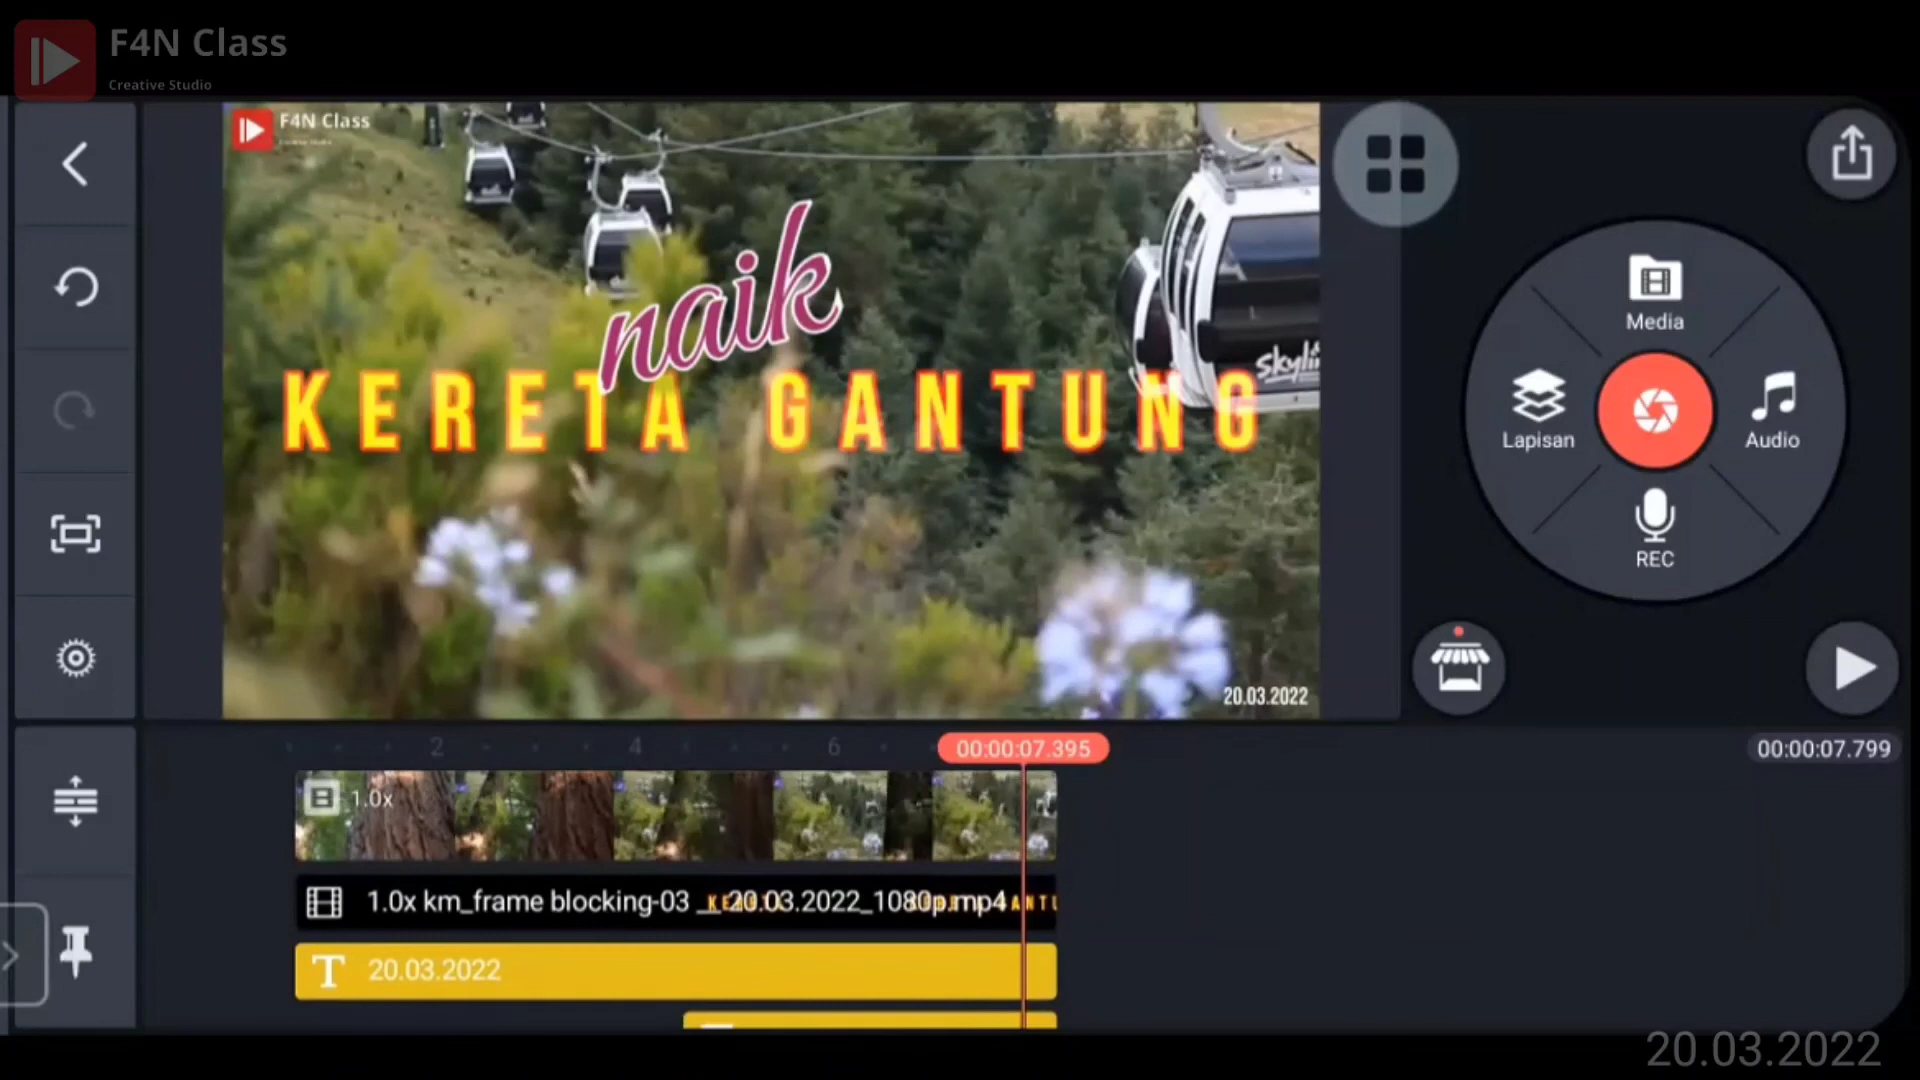 F4N Class
Creative Studio
F4N Class
naik
KERETA GANTUNG
skyli
20.03.2022
Media
Lapisan
Audio
REC
2
4
6
00:00:07.395
00:00:07.799
1.0x
1.0x km_frame blocking-03 __20.03.2022_1080p.mp4
20.03.2022
20.03.2022